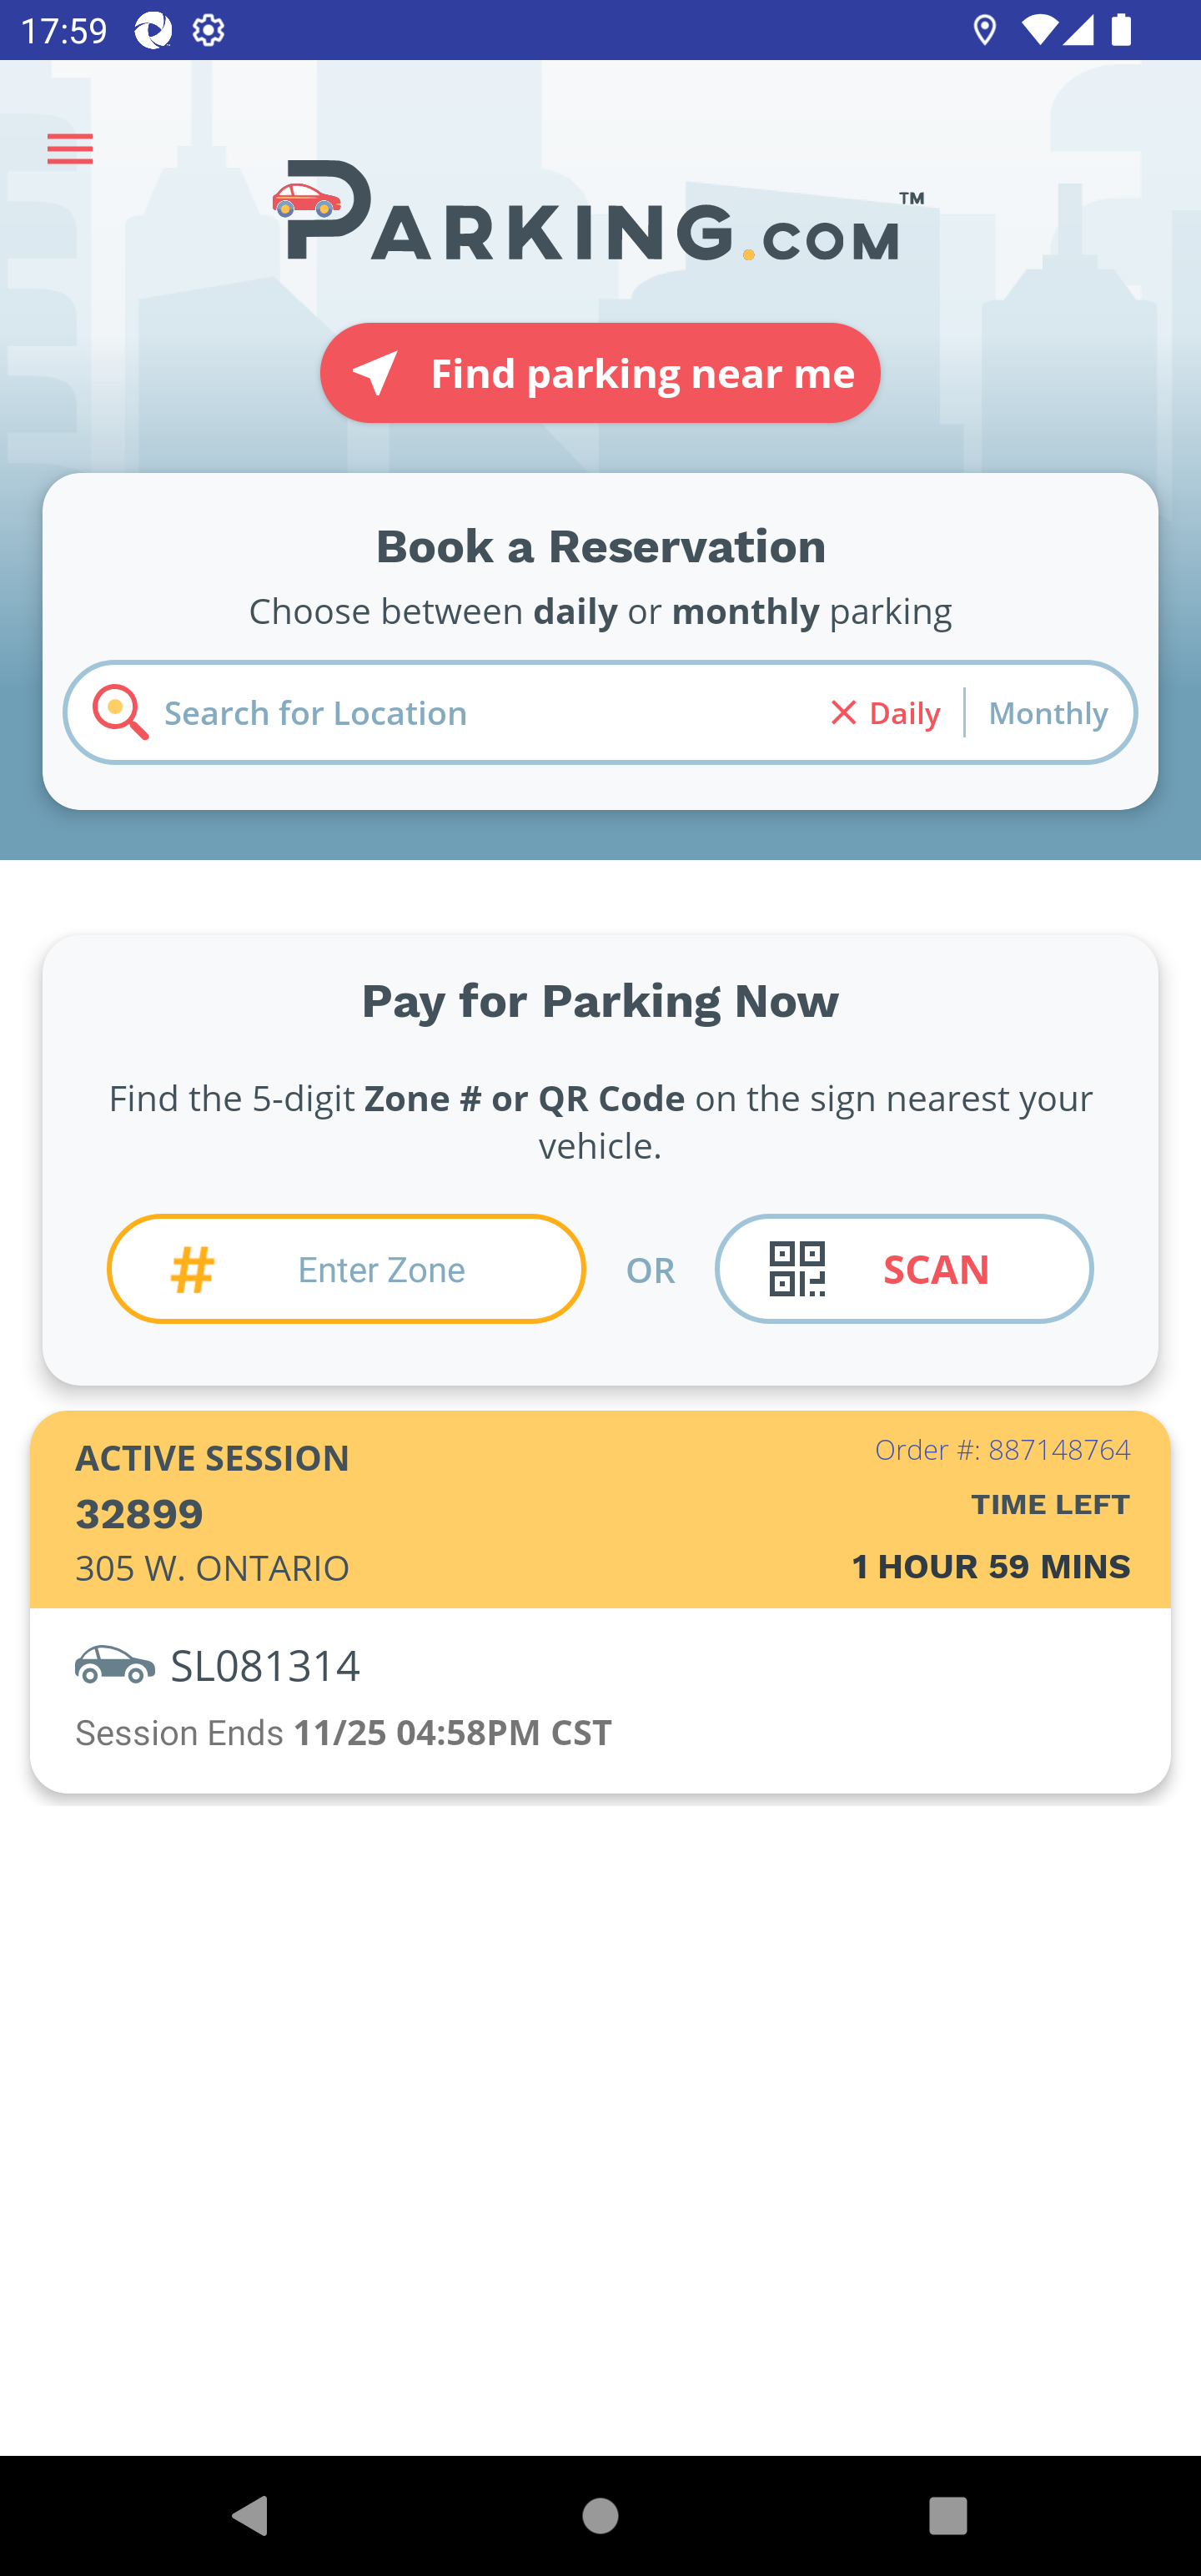 17:59
PARKING.COM™
Find parking near me
Book a Reservation
Choose between daily or monthly parking
Search for Location
Daily
Monthly
Pay for Parking Now
Find the 5-digit Zone # or QR Code on the sign nearest your
vehicle.
# Enter Zone
OR
SCAN
ACTIVE SESSION
Order #: 887148764
32899
TIME LEFT
305 W. ONTARIO
1 HOUR 59 MINS
SL081314
Session Ends 11/25 04:58PM CST